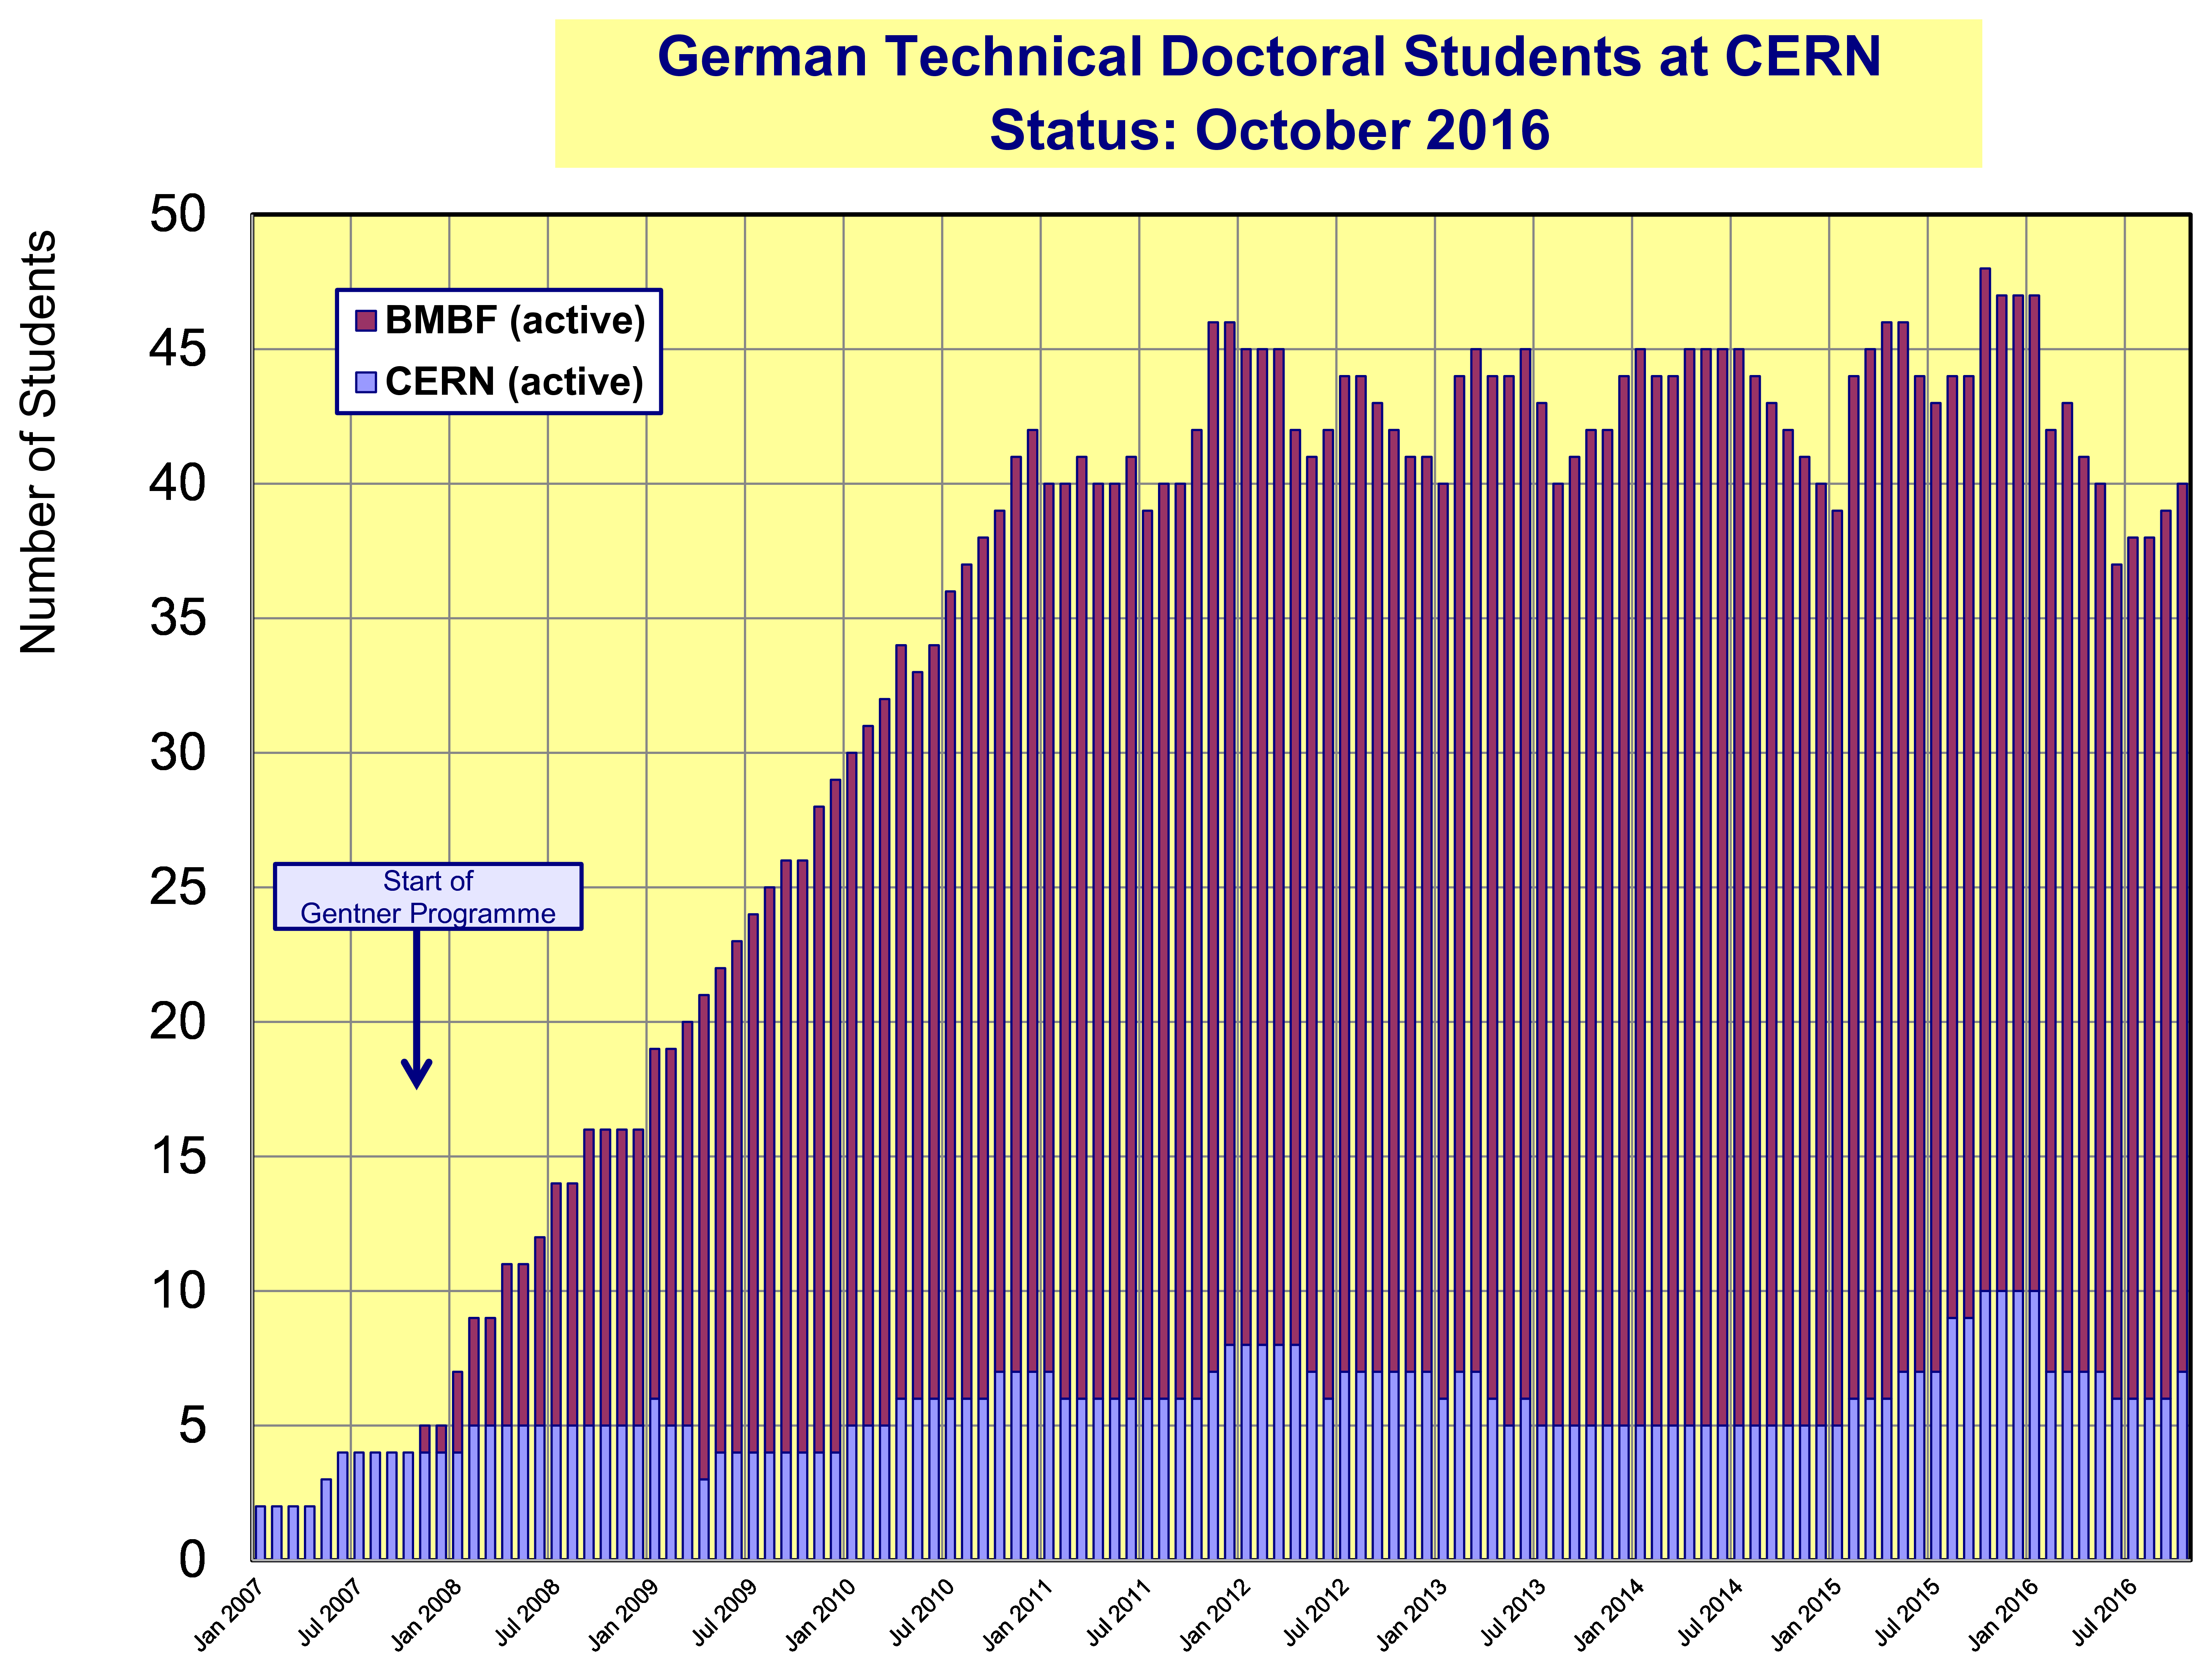 German Technical Doctoral Students at CERN
Status: October 2016
Number of Students
50
45
40
35
30
25
20
15
10
5
0
BMBF (active)
CERN (active)
Start of
Gentner Programme
Jan 2007
Jul 2007
Jan 2008
Jul 2008
Jan 2009
Jul 2009
Jan 2010
Jul 2010
Jan 2011
Jul 2011
Jan 2012
Jul 2012
Jan 2013
Jul 2013
Jan 2014
Jul 2014
Jan 2015
Jul 2015
Jan 2016
Jul 2016